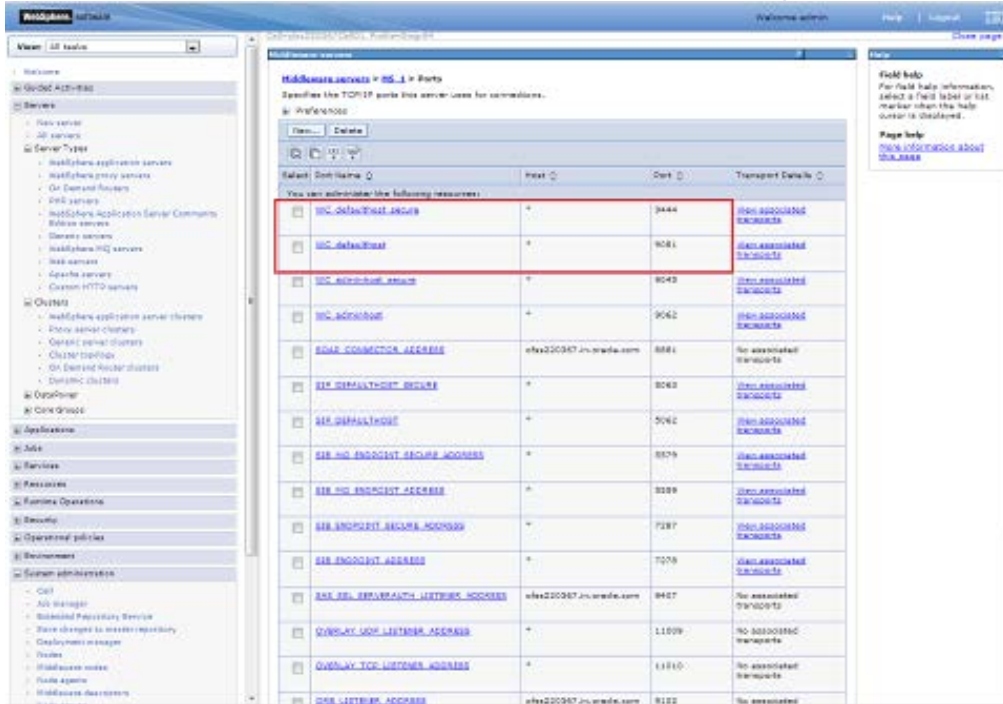 WebSphere. software
Welcome admin
Help | Logout
View: All tasks
Close page
Welcome
Guided Activities
Servers
New server
All servers
Server Types
WebSphere application servers
WebSphere proxy servers
On Demand Routers
PHP servers
WebSphere Application Server Community Edition servers
Generic servers
WebSphere MQ servers
Web servers
Apache servers
Custom HTTP servers
Clusters
WebSphere application server clusters
Proxy server clusters
Generic server clusters
Cluster topology
On Demand Router clusters
Dynamic clusters
DataPower
Core Groups
Applications
Jobs
Services
Resources
Runtime Operations
Security
Operational policies
Environment
System administration
Cell
Job manager
Extended Repository Service
Save changes to master repository
Deployment manager
Nodes
Middleware nodes
Node agents
Middleware descriptors
Middleware servers
Middleware servers > MS_1 > Ports
Specifies the TCP/IP ports this server uses for connections.
Preferences
New... Delete
Select Port Name Host Port Transport Details
You can administer the following resources:
WC_defaulthost_secure * 9444 View associated transports
WC_defaulthost * 9081 View associated transports
WC_adminhost_secure * View associated transports
WC_adminhost * 9062 View associated transports
SOAP_CONNECTOR_ADDRESS No associated transports
SIP_DEFAULTHOST_SECURE * 5063 View associated transports
SIP_DEFAULTHOST * 5062 View associated transports
SIB_MQ_ENDPOINT_SECURE_ADDRESS * View associated transports
SIB_MQ_ENDPOINT_ADDRESS * View associated transports
SIB_ENDPOINT_SECURE_ADDRESS * 7287 View associated transports
SIB_ENDPOINT_ADDRESS * View associated transports
SAS_SSL_SERVERAUTH_LISTENER_ADDRESS 9407 No associated transports
OVERLAY_UDP_LISTENER_ADDRESS * 11009 No associated transports
OVERLAY_TCP_LISTENER_ADDRESS * 11010 No associated transports
ORB_LISTENER_ADDRESS No associated
Help
Field help
For field help information, select a field label or list marker when the help cursor is displayed.
Page help
More information about this page